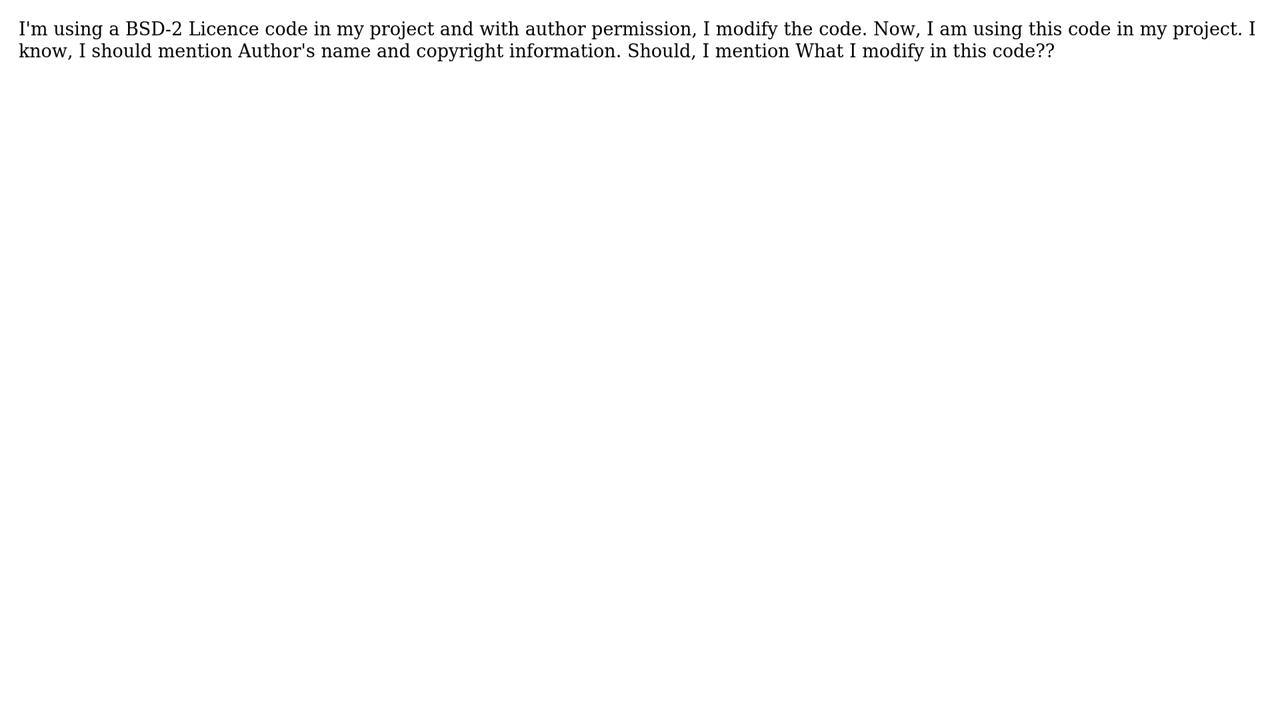 I'm using a BSD-2 Licence code in my project and with author permission, I modify the code. Now, I am using this code in my project. I
know, I should mention Author's name and copyright information. Should, I mention What I modify in this code??